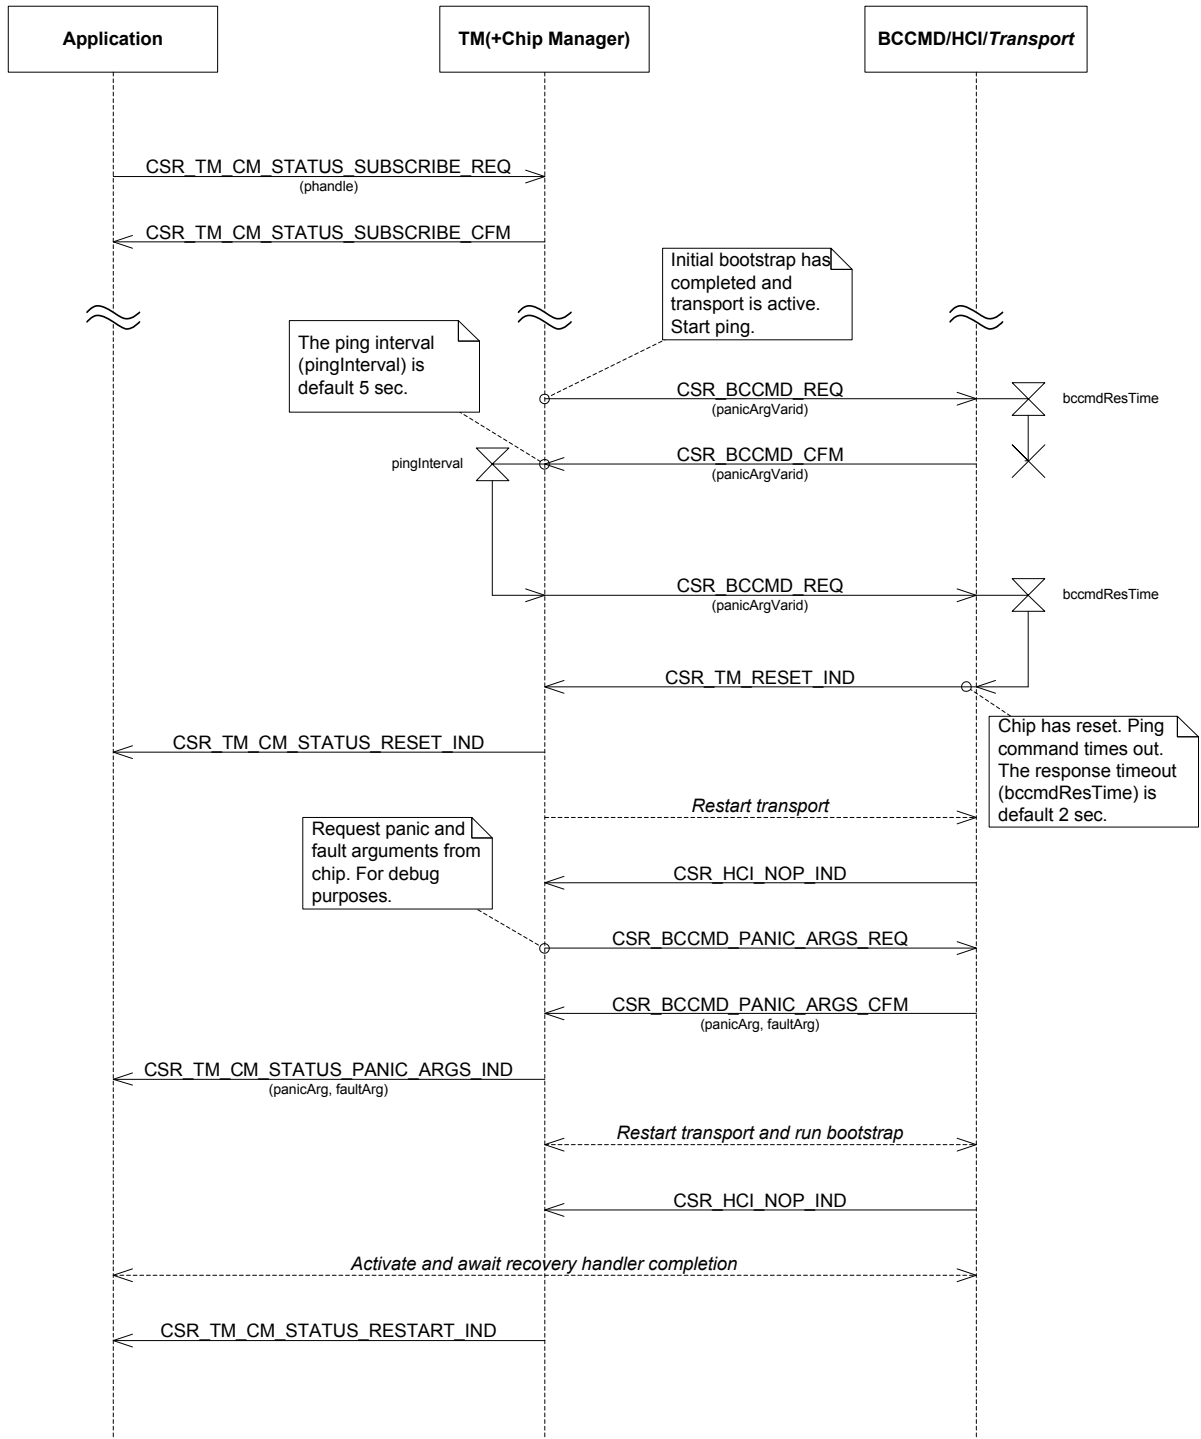 Application
TM(+Chip Manager)
BCCMD/HCI/Transport
CSR_TM_CM_STATUS_SUBSCRIBE_REQ
(phandle)
CSR_TM_CM_STATUS_SUBSCRIBE_CFM
Initial bootstrap has
completed and
transport is active.
Start ping.
The ping interval
(pingInterval) is
default 5 sec.
CSR_BCCMD_REQ
(panicArgVarid)
bccmdResTime
CSR_BCCMD_CFM
(panicArgVarid)
pingInterval
CSR_BCCMD_REQ
(panicArgVarid)
bccmdResTime
CSR_TM_RESET_IND
Chip has reset. Ping
command times out.
The response timeout
(bccmdResTime) is
default 2 sec.
CSR_TM_CM_STATUS_RESET_IND
Restart transport
Request panic and
fault arguments from
chip. For debug
purposes.
CSR_HCI_NOP_IND
CSR_BCCMD_PANIC_ARGS_REQ
CSR_BCCMD_PANIC_ARGS_CFM
(panicArg, faultArg)
CSR_TM_CM_STATUS_PANIC_ARGS_IND
(panicArg, faultArg)
Restart transport and run bootstrap
CSR_HCI_NOP_IND
Activate and await recovery handler completion
CSR_TM_CM_STATUS_RESTART_IND